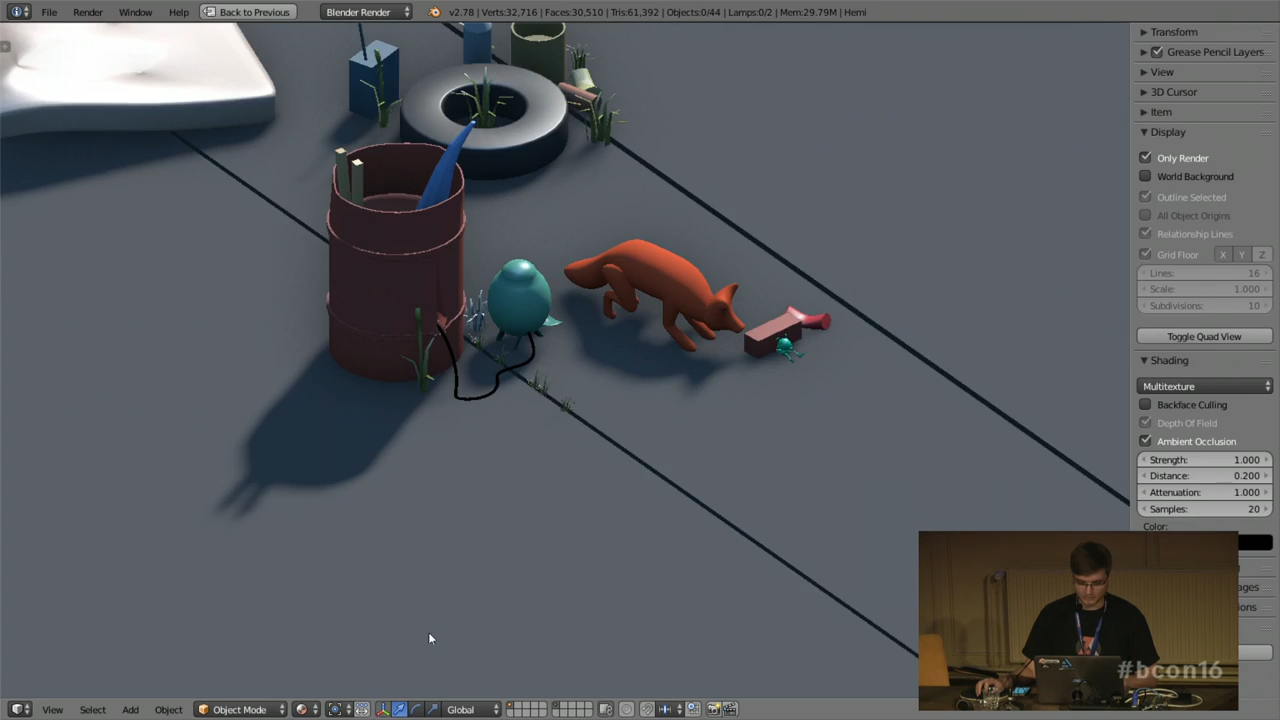 File Render Window Help Back to Previous Blender Render v2.78 | Verts:32,716 | Faces:30,510 | Tris:61,392 | Objects:0/44 | Lamps:0/2 | Mem:29.79M | Hemi
Transform
Grease Pencil Layers
View
3D Cursor
Item
Display
Only Render
World Background
Outline Selected
All Object Origins
Relationship Lines
Grid Floor X Y Z
Lines: 16
Scale: 1.000
Subdivisions: 10
Toggle Quad View
Shading
Multitexture
Backface Culling
Depth Of Field
Ambient Occlusion
Strength: 1.000
Distance: 0.200
Attenuation: 1.000
Samples: 20
Color:
ages
ions
#bcon16
View Select Add Object Object Mode Global